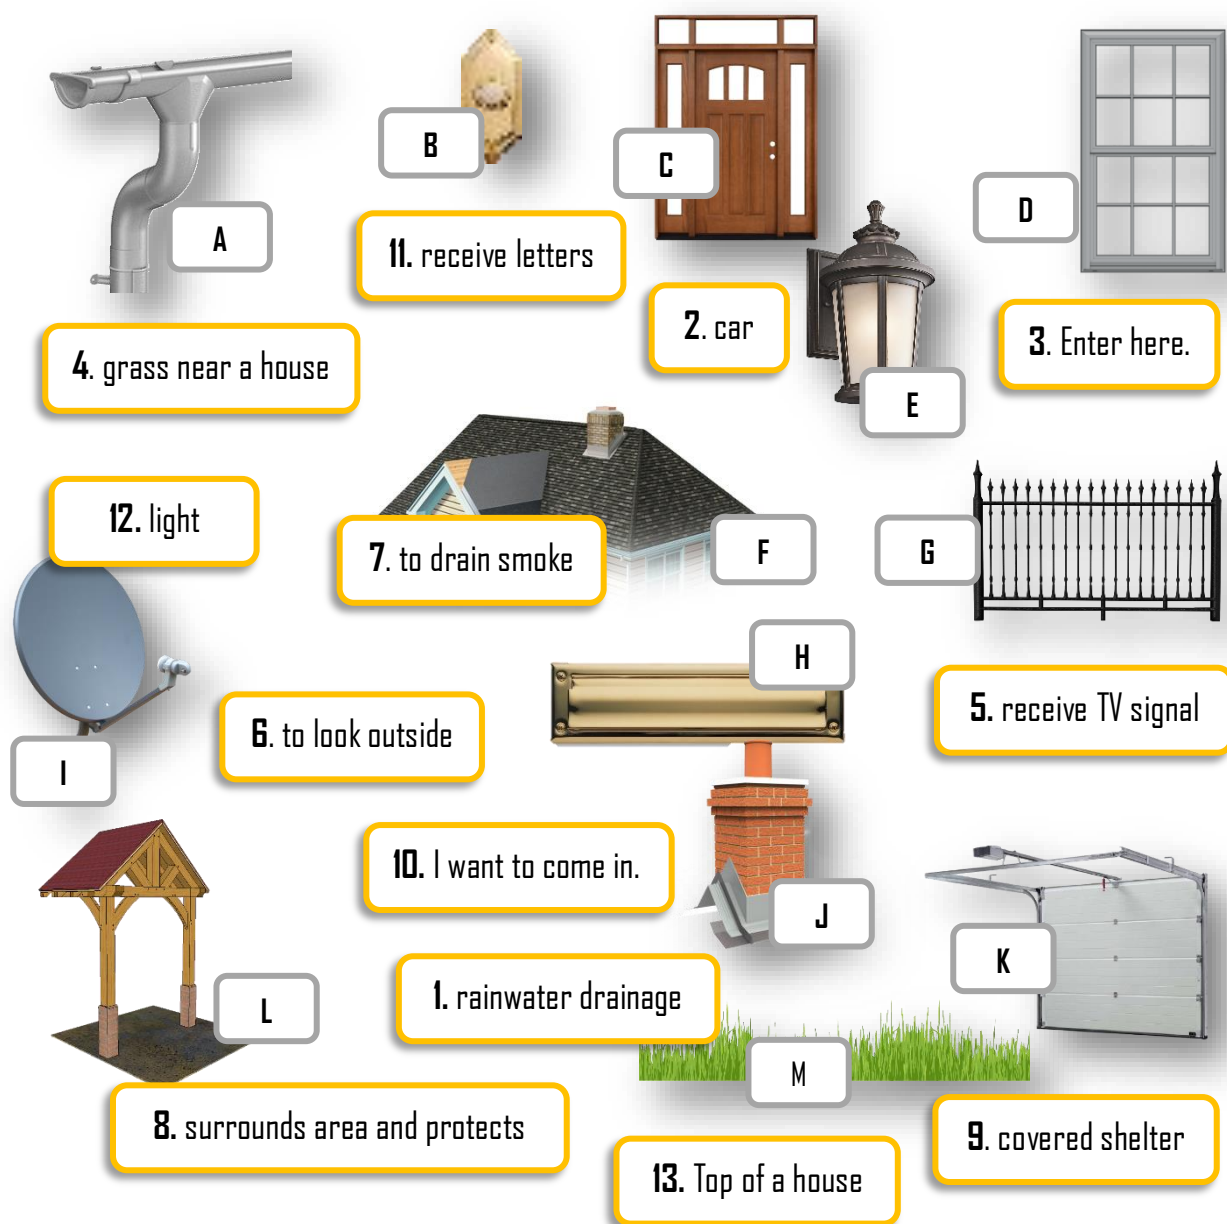 B
C
D
A
11. receive letters
2. car
3. Enter here.
4. grass near a house
E
12. light
7. to drain smoke
F
G
H
6. to look outside
5. receive TV signal
I
10. I want to come in.
J
K
L
1. rainwater drainage
M
8. surrounds area and protects
9. covered shelter
13. Top of a house